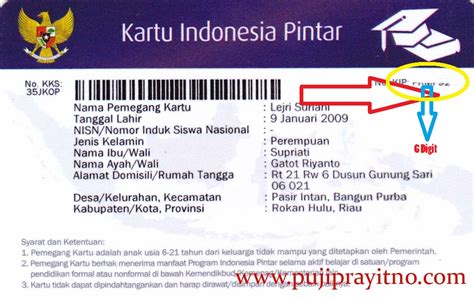 Kartu Indonesia Pintar
No. KKS:
35JKOP
Nama Pemegang Kartu : Lejri Suriani
Tanggal Lahir : 9 Januari 2009
NISN/Nomor Induk Siswa Nasional : -
Jenis Kelamin : Perempuan
Nama Ibu/Wali : Supriati
Nama Ayah/Wali : Gatot Riyanto
Alamat Domisili/Rumah Tangga : Rt 21 Rw 6 Dusun Gunung Sari
06 021
Desa/Kelurahan, Kecamatan : Pasir Intan, Bangun Purba
Kabupaten/Kota, Provinsi : Rokan Hulu, Riau
6 Digit
Syarat dan Ketentuan:
1. Pemegang Kartu adalah anak usia 6-21 tahun dari keluarga tidak mampu yang ditetapkan oleh Pemerintah.
2. Pemegang Kartu berhak menerima manfaat Program Indonesia Pintar selama aktif belajar di satuan/program
pendidikan formal atau nonformal di bawah Kemendikbud
3. Kartu tidak dapat dipindahtangankan dan harap dirawat/disimpan dengan
www.pujiprayitno.com